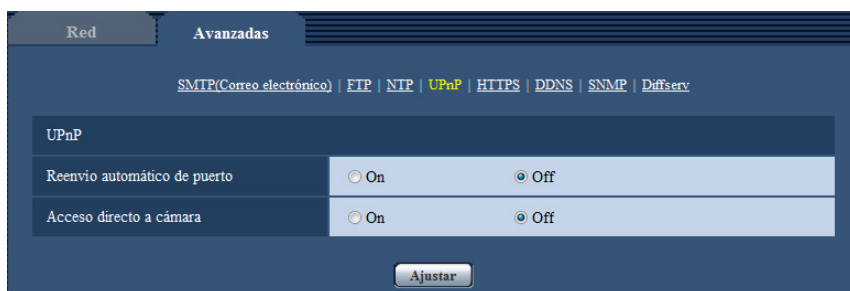 Red Avanzadas
SMTP(Correo electrónico) | FTP | NTP | UPnP | HTTPS | DDNS | SNMP | Diffserv
UPnP
Reenvío automático de puerto On Off
Acceso directo a cámara On Off
Ajustar